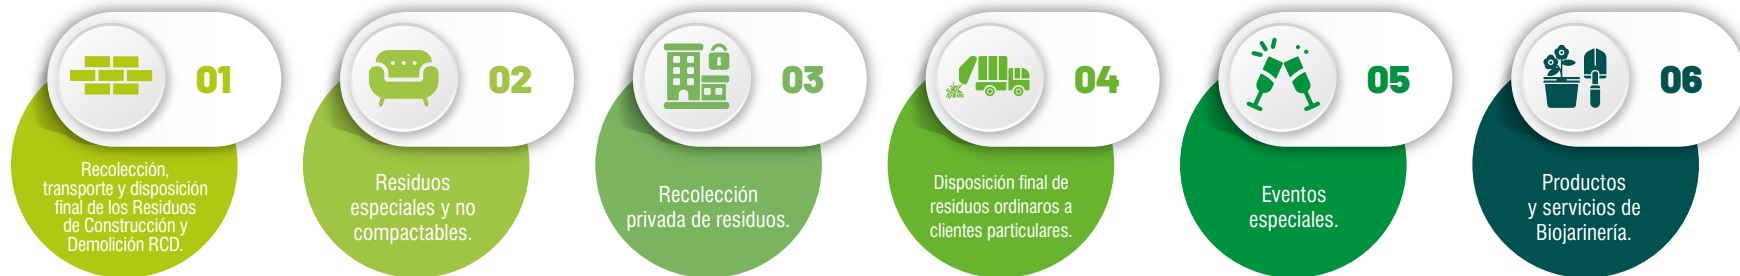 01
Recolección,
transporte y disposición
final de los Residuos
de Construcción y
Demolición RCD.
02
Residuos
especiales y no
compactables.
03
Recolección
privada de residuos.
04
Disposición final de
residuos ordinaros a
clientes particulares.
05
Eventos
especiales.
06
Productos
y servicios de
Biojarinería.